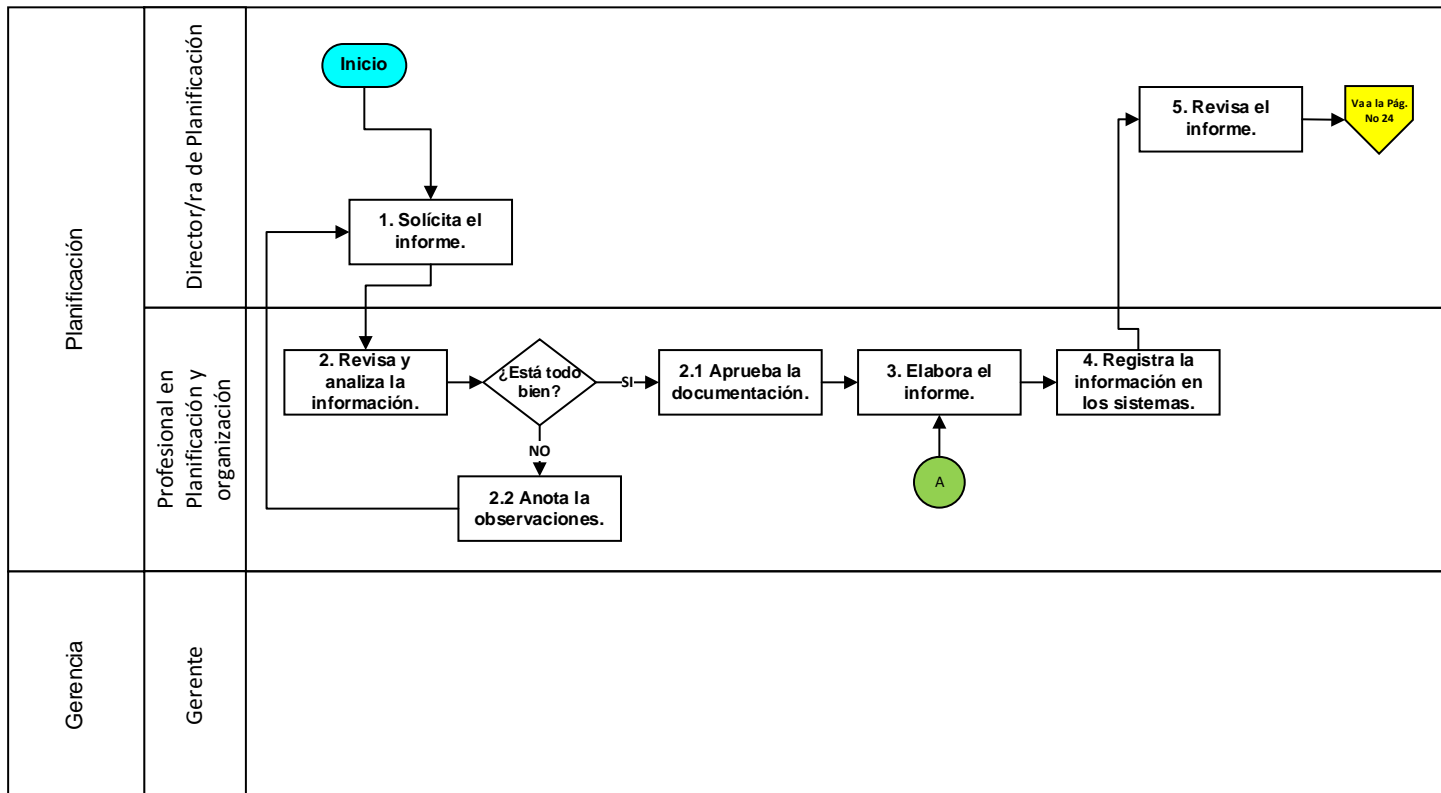 Planificación
Director/ra de Planificación
Inicio
1. Solícita el
informe.
5. Revisa el
informe.
Va a la Pág.
No 24
Profesional en
Planificación y
organización
2. Revisa y
analiza la
información.
¿Está todo
bien?
SI
2.1 Aprueba la
documentación.
3. Elabora el
informe.
4. Registra la
información en
los sistemas.
NO
2.2 Anota la
observaciones.
A
Gerencia
Gerente